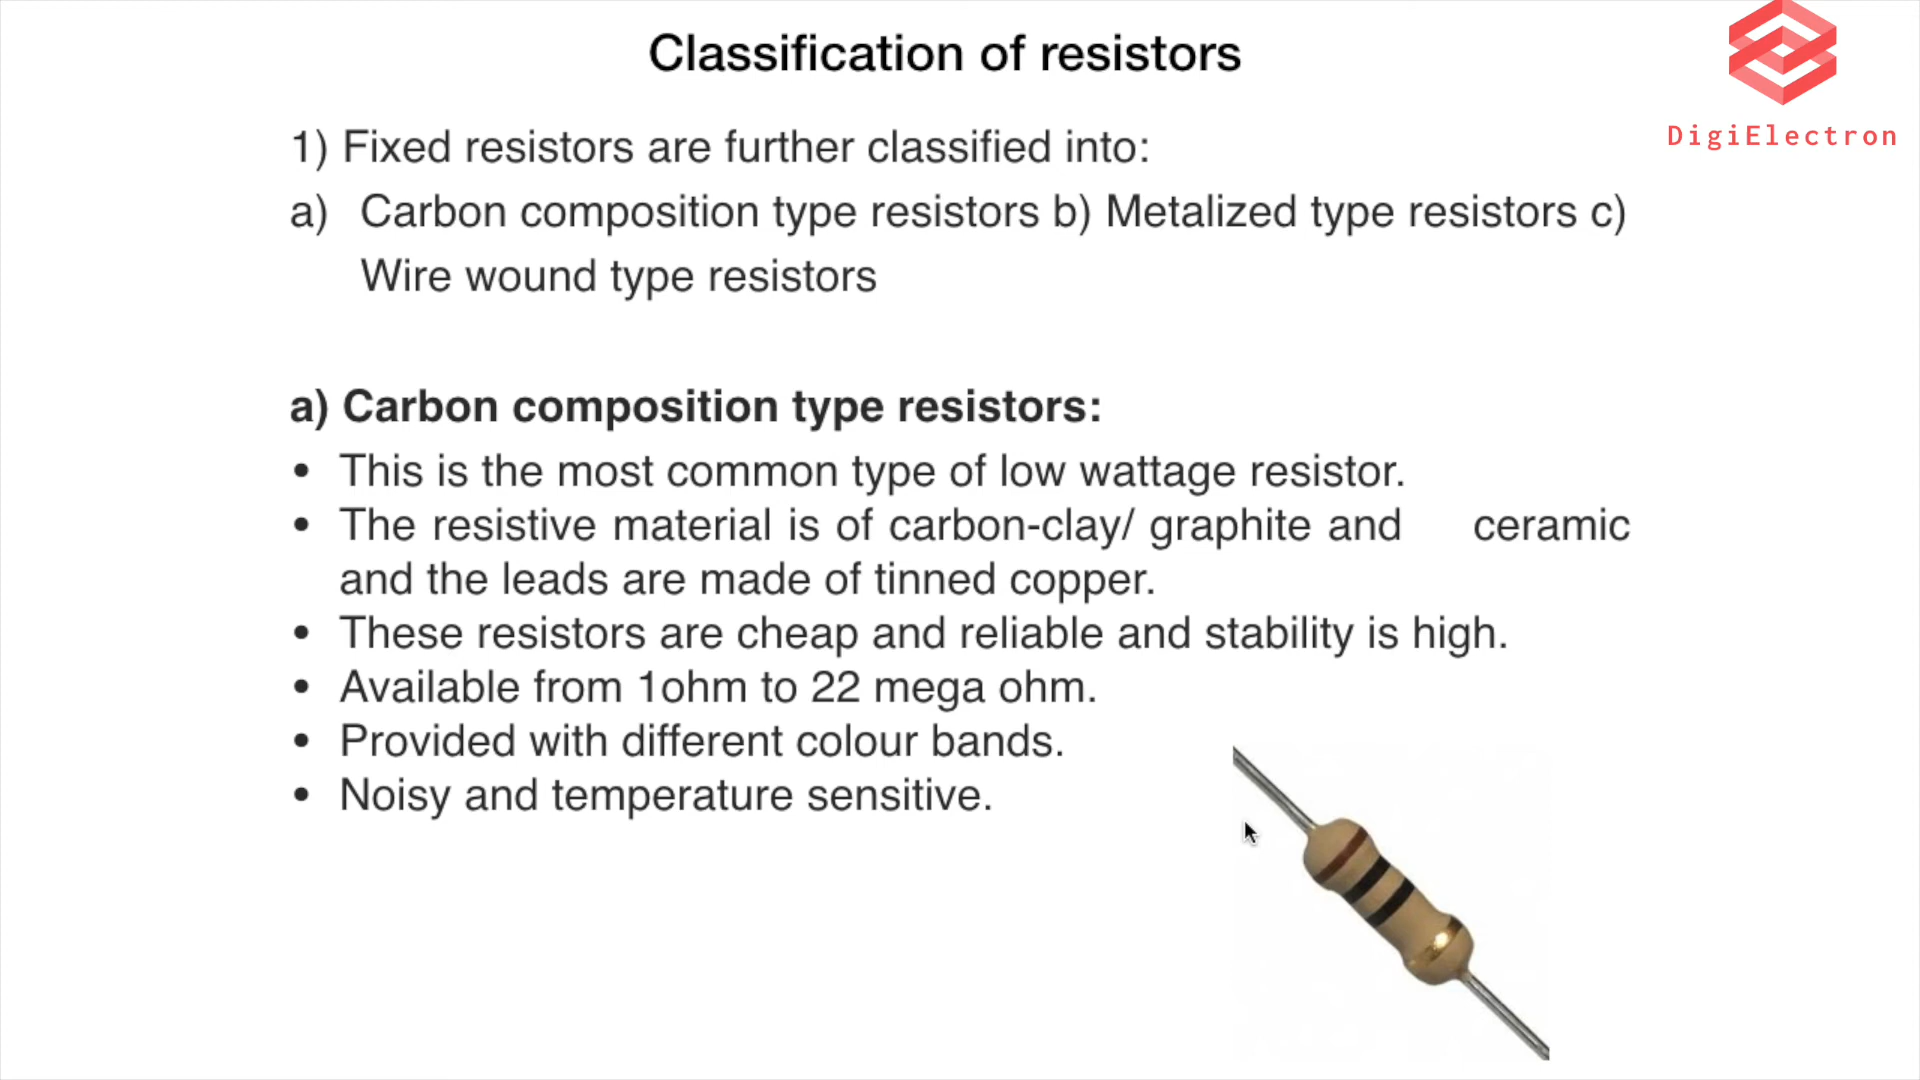 Classification of resistors
DigiElectron
1) Fixed resistors are further classified into:
a) Carbon composition type resistors b) Metalized type resistors c)
Wire wound type resistors
a) Carbon composition type resistors:
• This is the most common type of low wattage resistor.
• The resistive material is of carbon-clay/ graphite and ceramic
and the leads are made of tinned copper.
• These resistors are cheap and reliable and stability is high.
• Available from 1ohm to 22 mega ohm.
• Provided with different colour bands.
• Noisy and temperature sensitive.